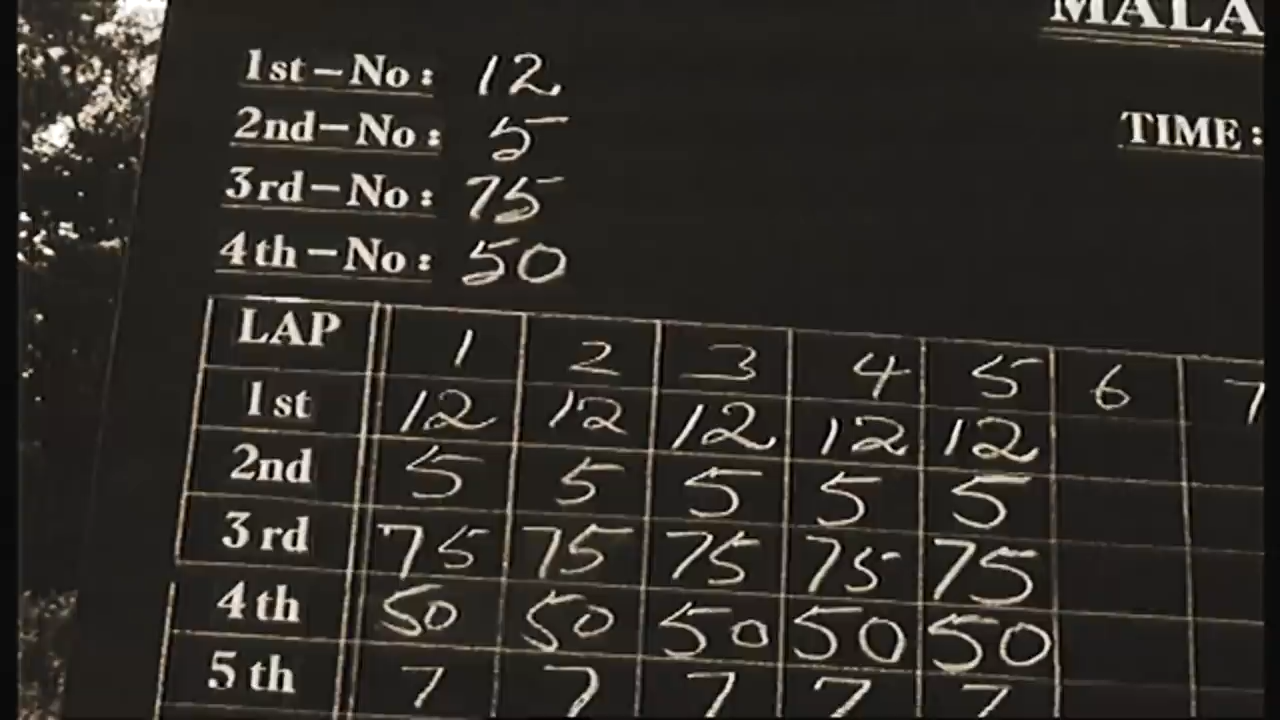 MALA
1st-No: 12
TIME:
2nd-No: 5
3rd-No: 75
4th-No: 50
LAP 1 2 3 4 5 6 7
1st 12 12 12 12 12
2nd 5 5 5 5 5
3rd 75 75 75 75 75
4th 50 50 50 50 50
5th 7 7 7 7 7